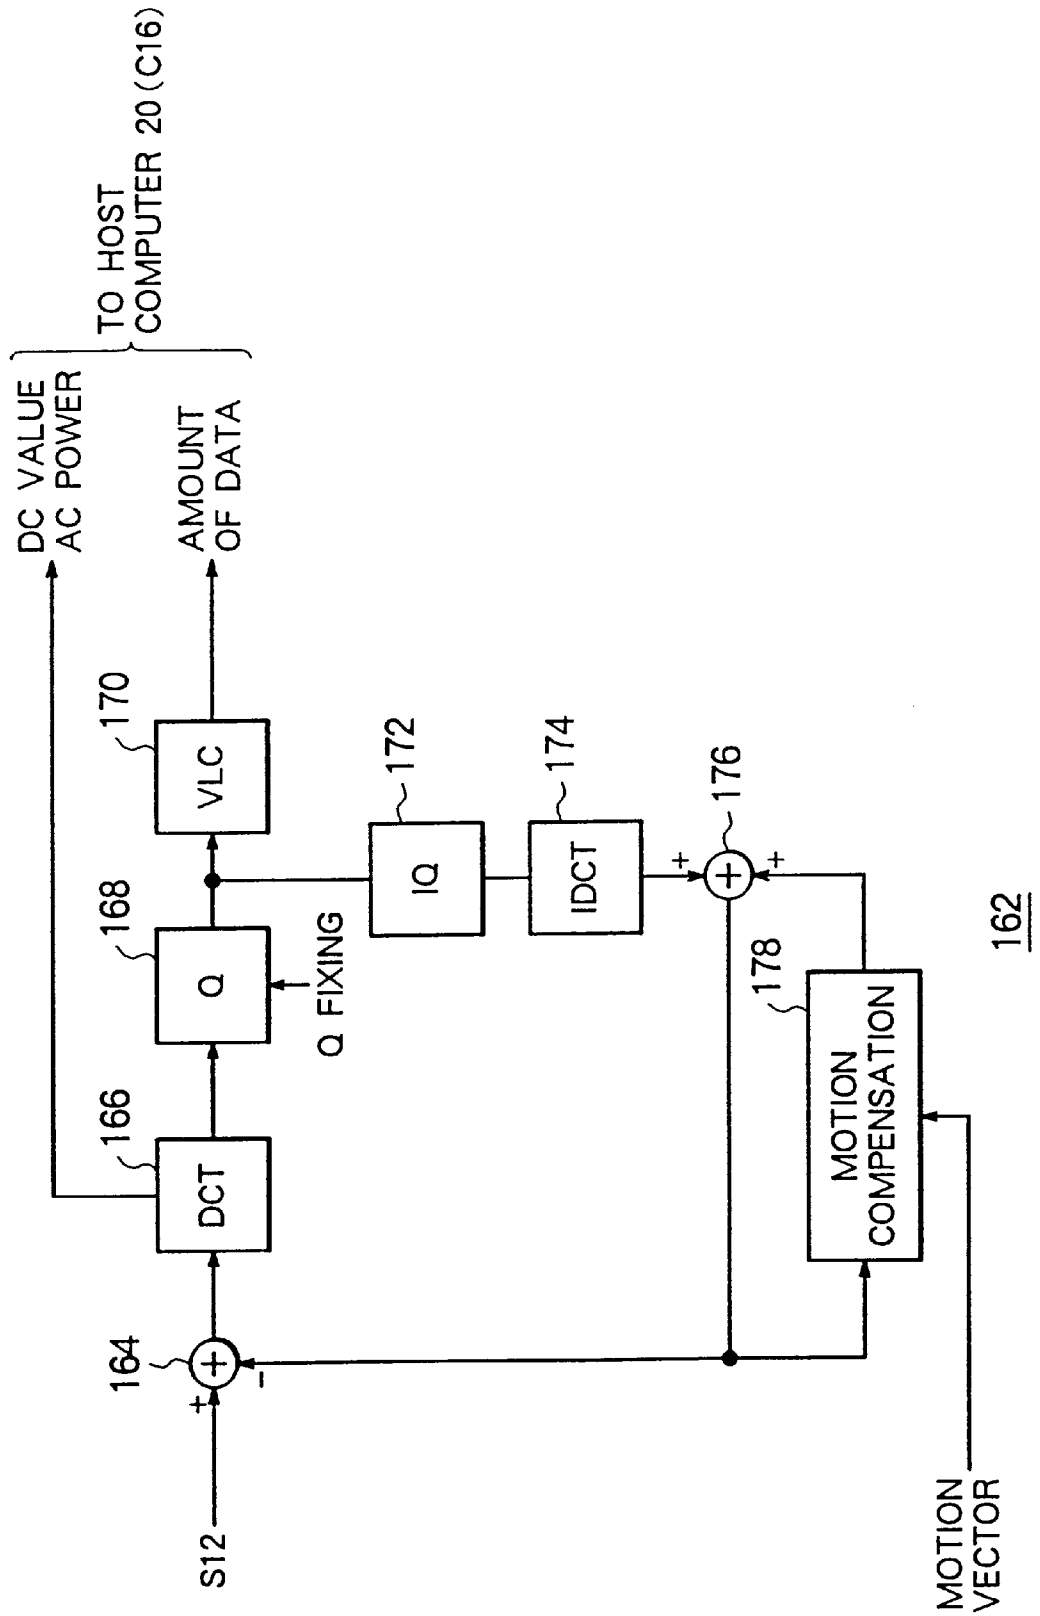 DC VALUE
AC POWER
TO HOST
COMPUTER 20 (C16)
AMOUNT
OF DATA
S12
+
-
164
+
DCT
166
Q
168
Q FIXING
VLC
170
IQ
172
IDCT
174
+
+
+
176
MOTION
COMPENSATION
178
MOTION
VECTOR
162